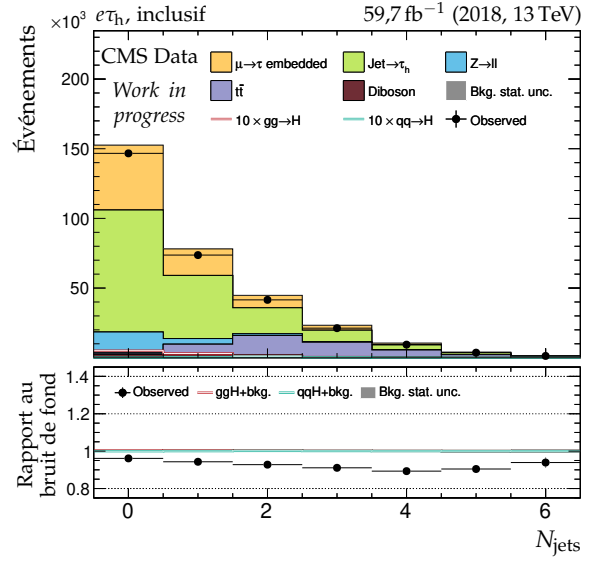 eτh, inclusif 59,7 fb⁻¹ (2018, 13 TeV)
×10³
Événements
200
150
100
50
CMS Data
Work in
progress
μ→τ embedded Jet→τh Z→ll
tt̄ Diboson Bkg. stat. unc.
10 × gg→H 10 × qq→H Observed
Rapport au
bruit de fond
1.4
1.2
1
0.8
Observed ggH+bkg. qqH+bkg. Bkg. stat. unc.
0 2 4 6
Njets